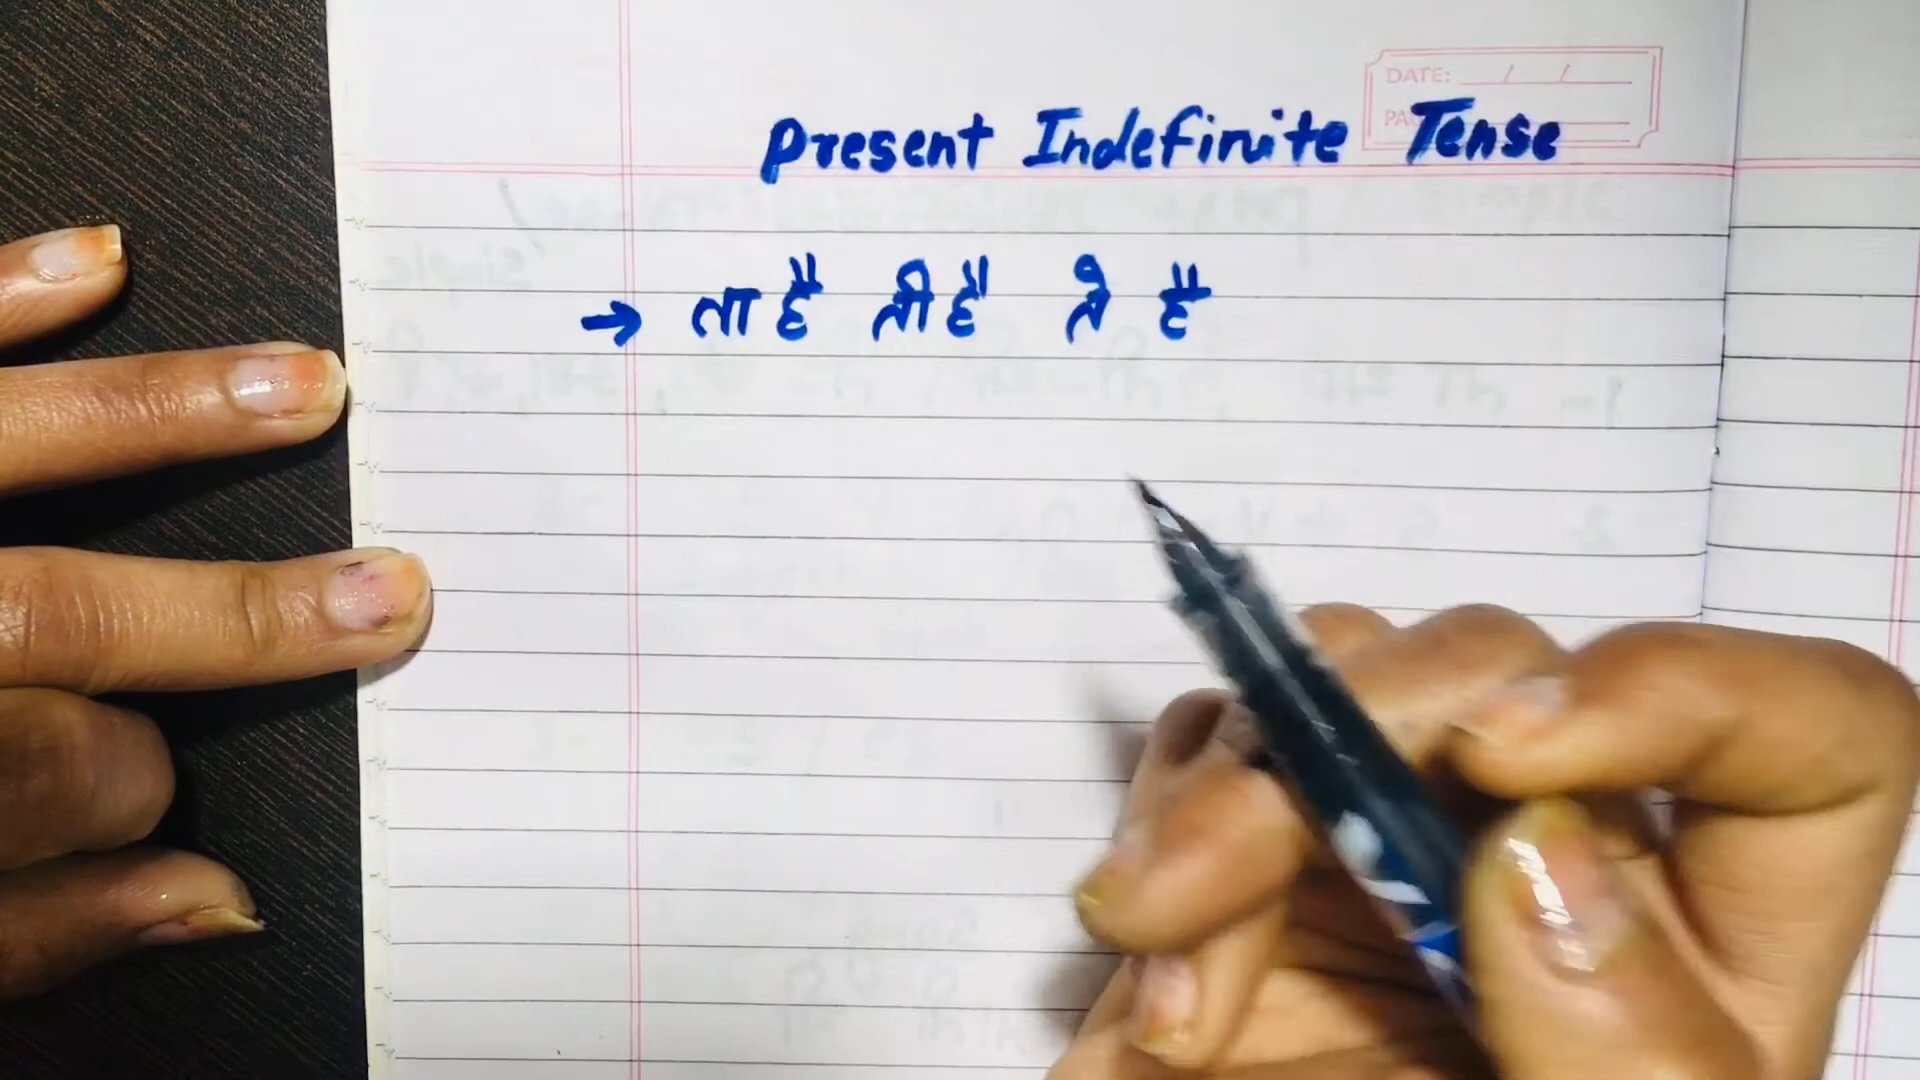 DATE: / /
Present Indefinite Tense
→ ता है ती है ते हैं